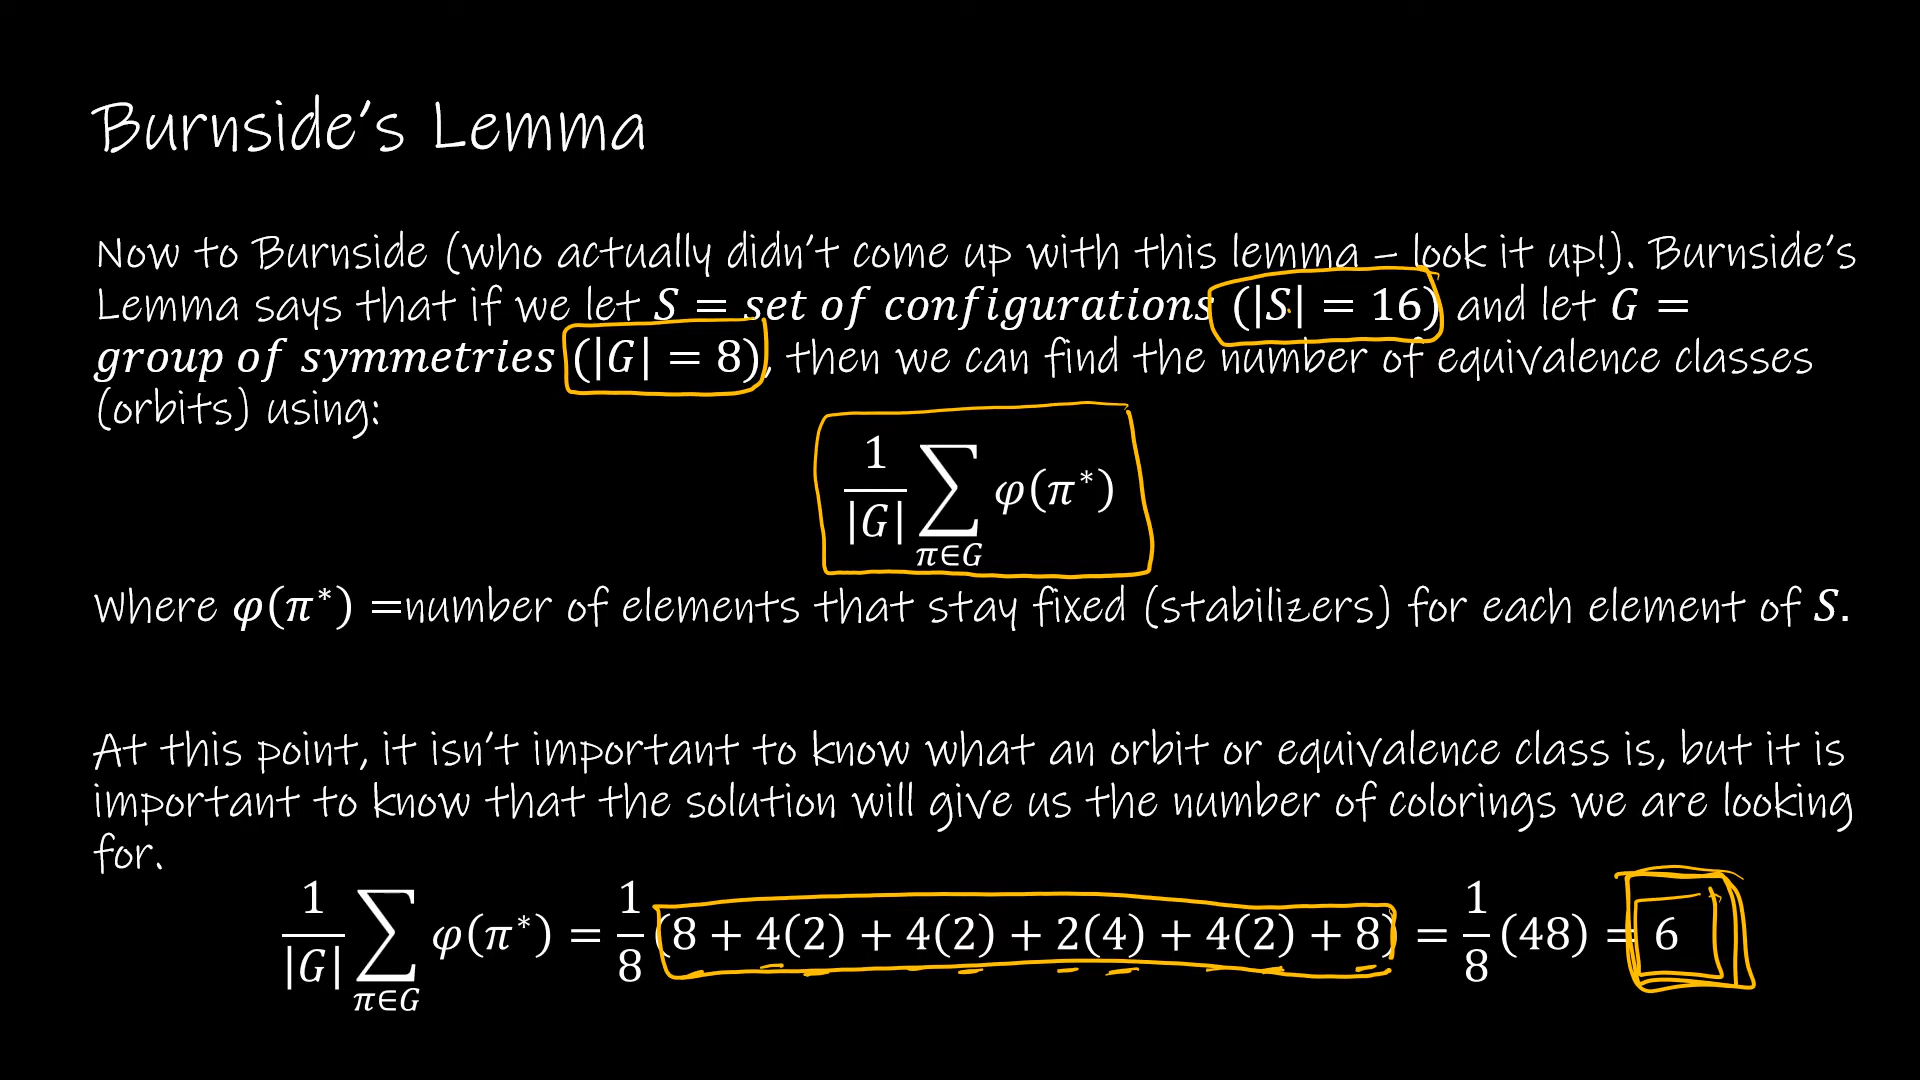 Burnside's Lemma
Now to Burnside (who actually didn't come up with this lemma – look it up!). Burnside's
Lemma says that if we let S = set of configurations (|S| = 16) and let G =
group of symmetries (|G| = 8), then we can find the number of equivalence classes
(orbits) using:
1/|G| ∑π∈G φ(π*)
Where φ(π*) =number of elements that stay fixed (stabilizers) for each element of S.
At this point, it isn't important to know what an orbit or equivalence class is, but it is
important to know that the solution will give us the number of colorings we are looking
for.
1/|G| ∑π∈G φ(π*) = 1/8 (8 + 4(2) + 4(2) + 2(4) + 4(2) + 8) = 1/8 (48) = 6